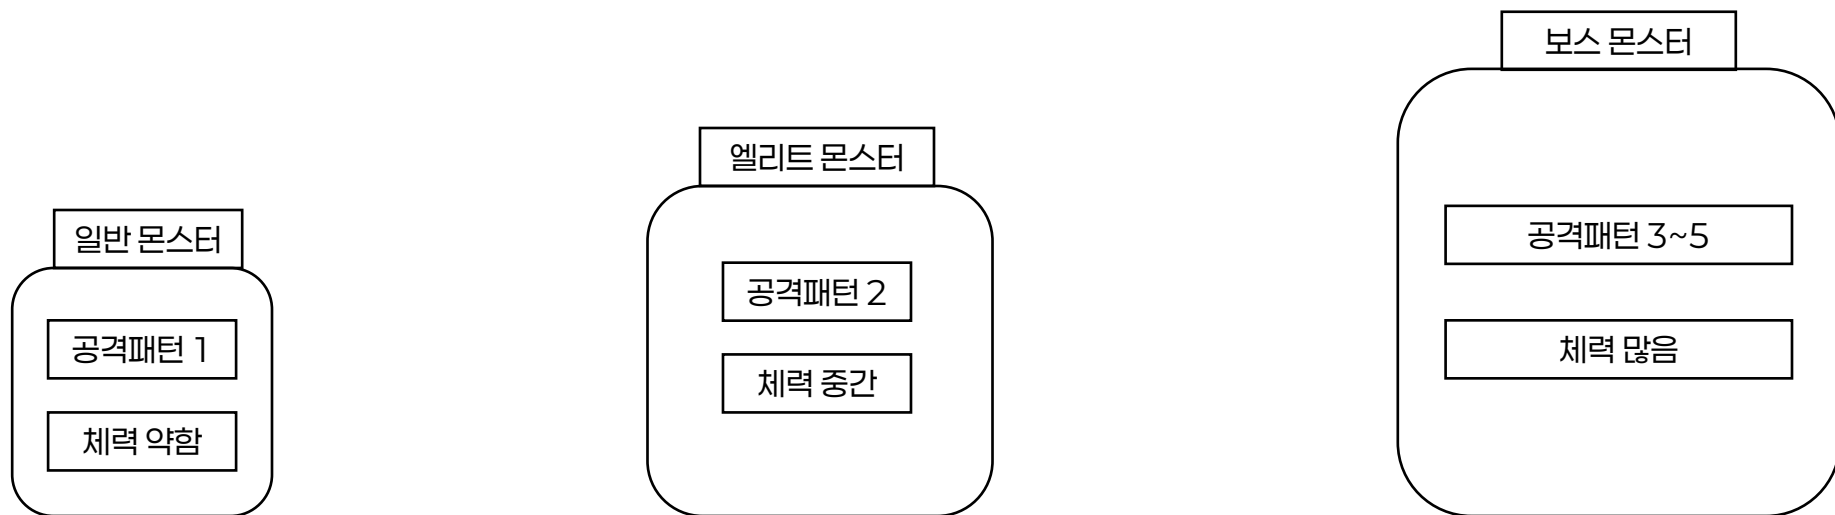 일반 몬스터
공격패턴 1
체력 약함
엘리트 몬스터
공격패턴 2
체력 중간
보스 몬스터
공격패턴 3~5
체력 많음